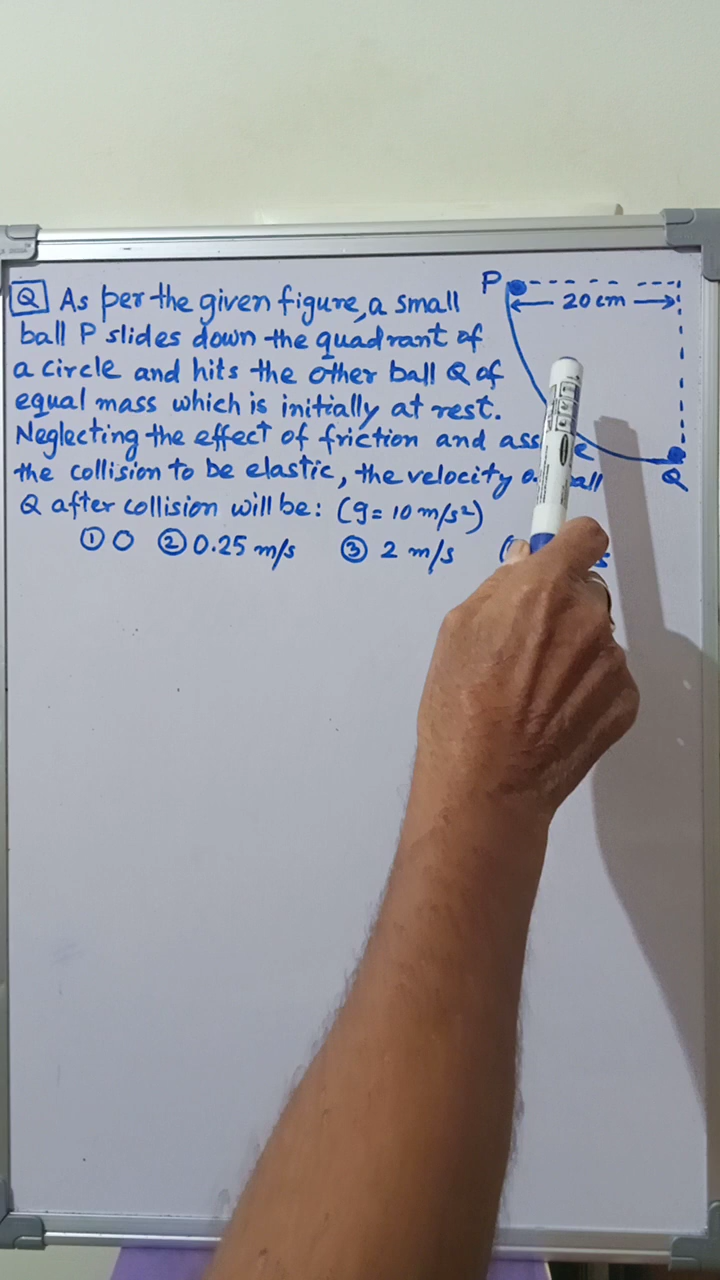 Q As per the given figure, a small
ball P slides down the quadrant of
a circle and hits the other ball Q of
equal mass which is initially at rest.
Neglecting the effect of friction and
the collision to be elastic, the velocity
Q after collision will be: (g = 10 m/s²)
① 0 ② 0.25 m/s ③ 2 m/s
P
20 cm
Q